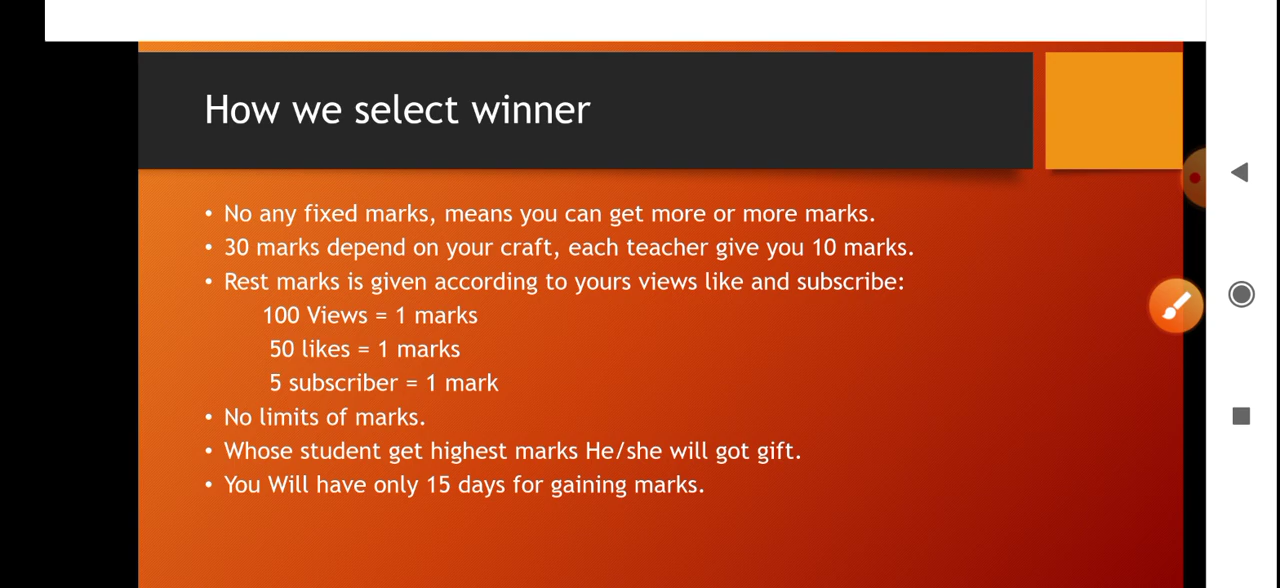 How we select winner
• No any fixed marks, means you can get more or more marks.
• 30 marks depend on your craft, each teacher give you 10 marks.
• Rest marks is given according to yours views like and subscribe:
100 Views = 1 marks
50 likes = 1 marks
5 subscriber = 1 mark
• No limits of marks.
• Whose student get highest marks He/she will got gift.
• You Will have only 15 days for gaining marks.